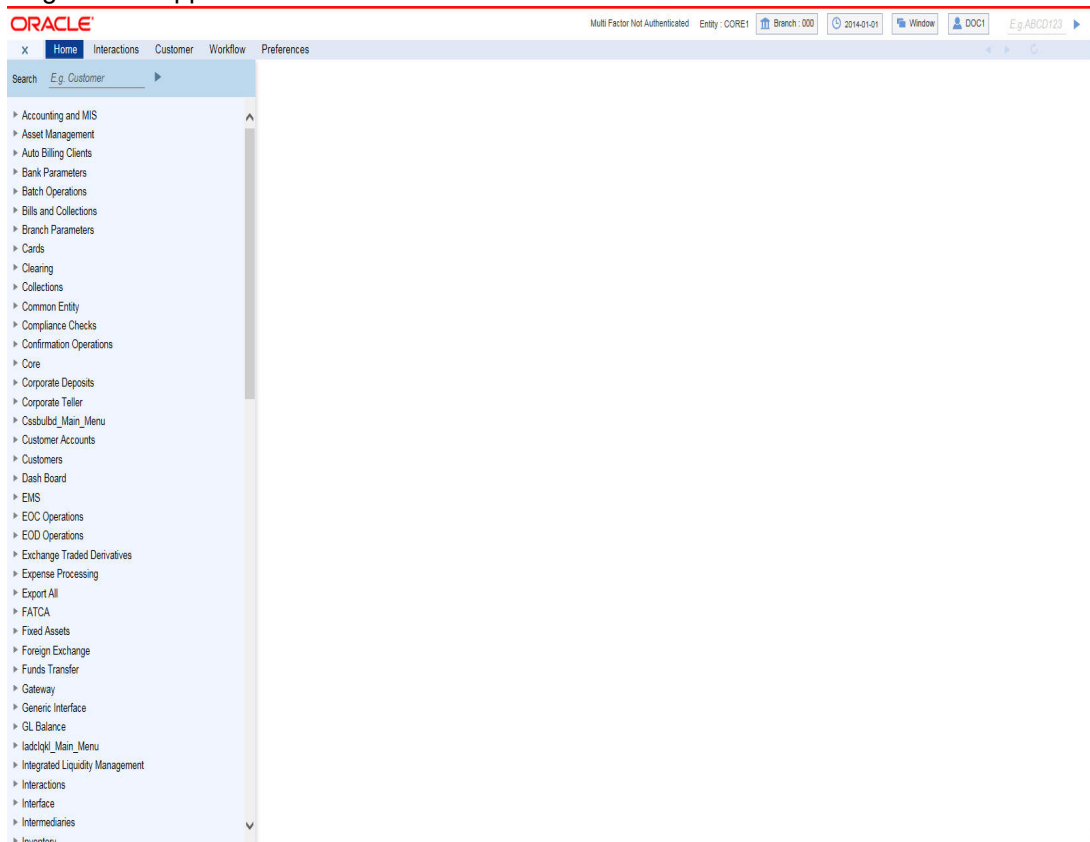 ORACLE
Multi Factor Not Authenticated Entity : CORE1 Branch : 000 2014-01-01 Window DOC1 E.g.ABCD123
X Home Interactions Customer Workflow Preferences
Search E.g. Customer
Accounting and MIS
Asset Management
Auto Billing Clients
Bank Parameters
Batch Operations
Bills and Collections
Branch Parameters
Cards
Clearing
Collections
Common Entity
Compliance Checks
Confirmation Operations
Core
Corporate Deposits
Corporate Teller
Cssbulbd_Main_Menu
Customer Accounts
Customers
Dash Board
EMS
EOC Operations
EOD Operations
Exchange Traded Derivatives
Expense Processing
Export All
FATCA
Fixed Assets
Foreign Exchange
Funds Transfer
Gateway
Generic Interface
GL Balance
Iadclqkl_Main_Menu
Integrated Liquidity Management
Interactions
Interface
Intermediaries
Inventory